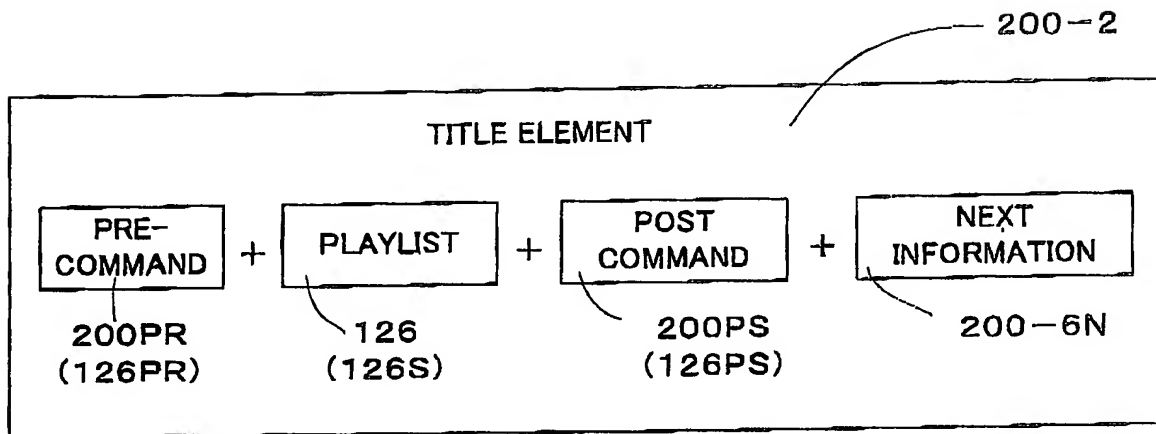 200-2
TITLE ELEMENT
PRE-
COMMAND
+
PLAYLIST
+
POST
COMMAND
+
NEXT
INFORMATION
200PR
(126PR)
126
(126S)
200PS
(126PS)
200-6N